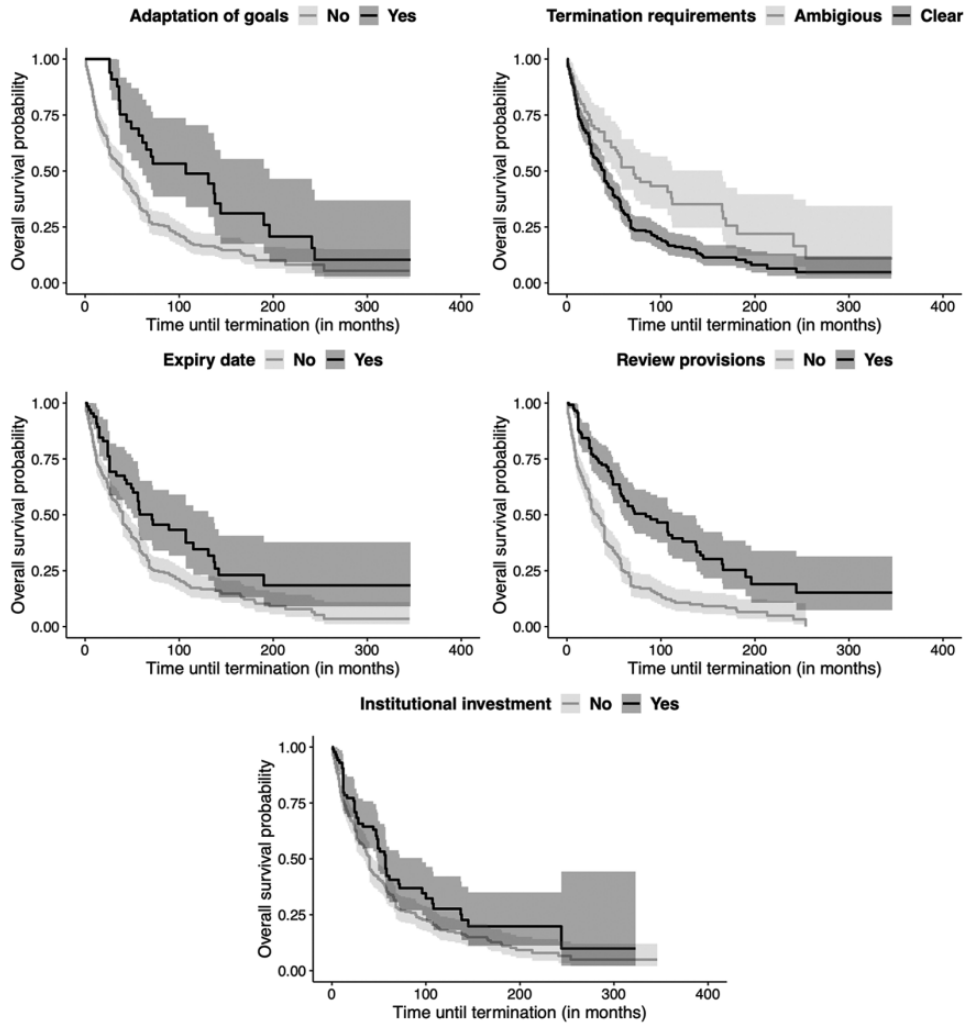 Adaptation of goals No Yes
Termination requirements Ambigious Clear
Overall survival probability
1.00
0.75
0.50
0.25
0.00
0 100 200 300 400
Time until termination (in months)
Overall survival probability
1.00
0.75
0.50
0.25
0.00
0 100 200 300 400
Time until termination (in months)
Expiry date No Yes
Review provisions No Yes
Overall survival probability
1.00
0.75
0.50
0.25
0.00
0 100 200 300 400
Time until termination (in months)
Overall survival probability
1.00
0.75
0.50
0.25
0.00
0 100 200 300 400
Time until termination (in months)
Institutional investment No Yes
Overall survival probability
1.00
0.75
0.50
0.25
0.00
0 100 200 300 400
Time until termination (in months)